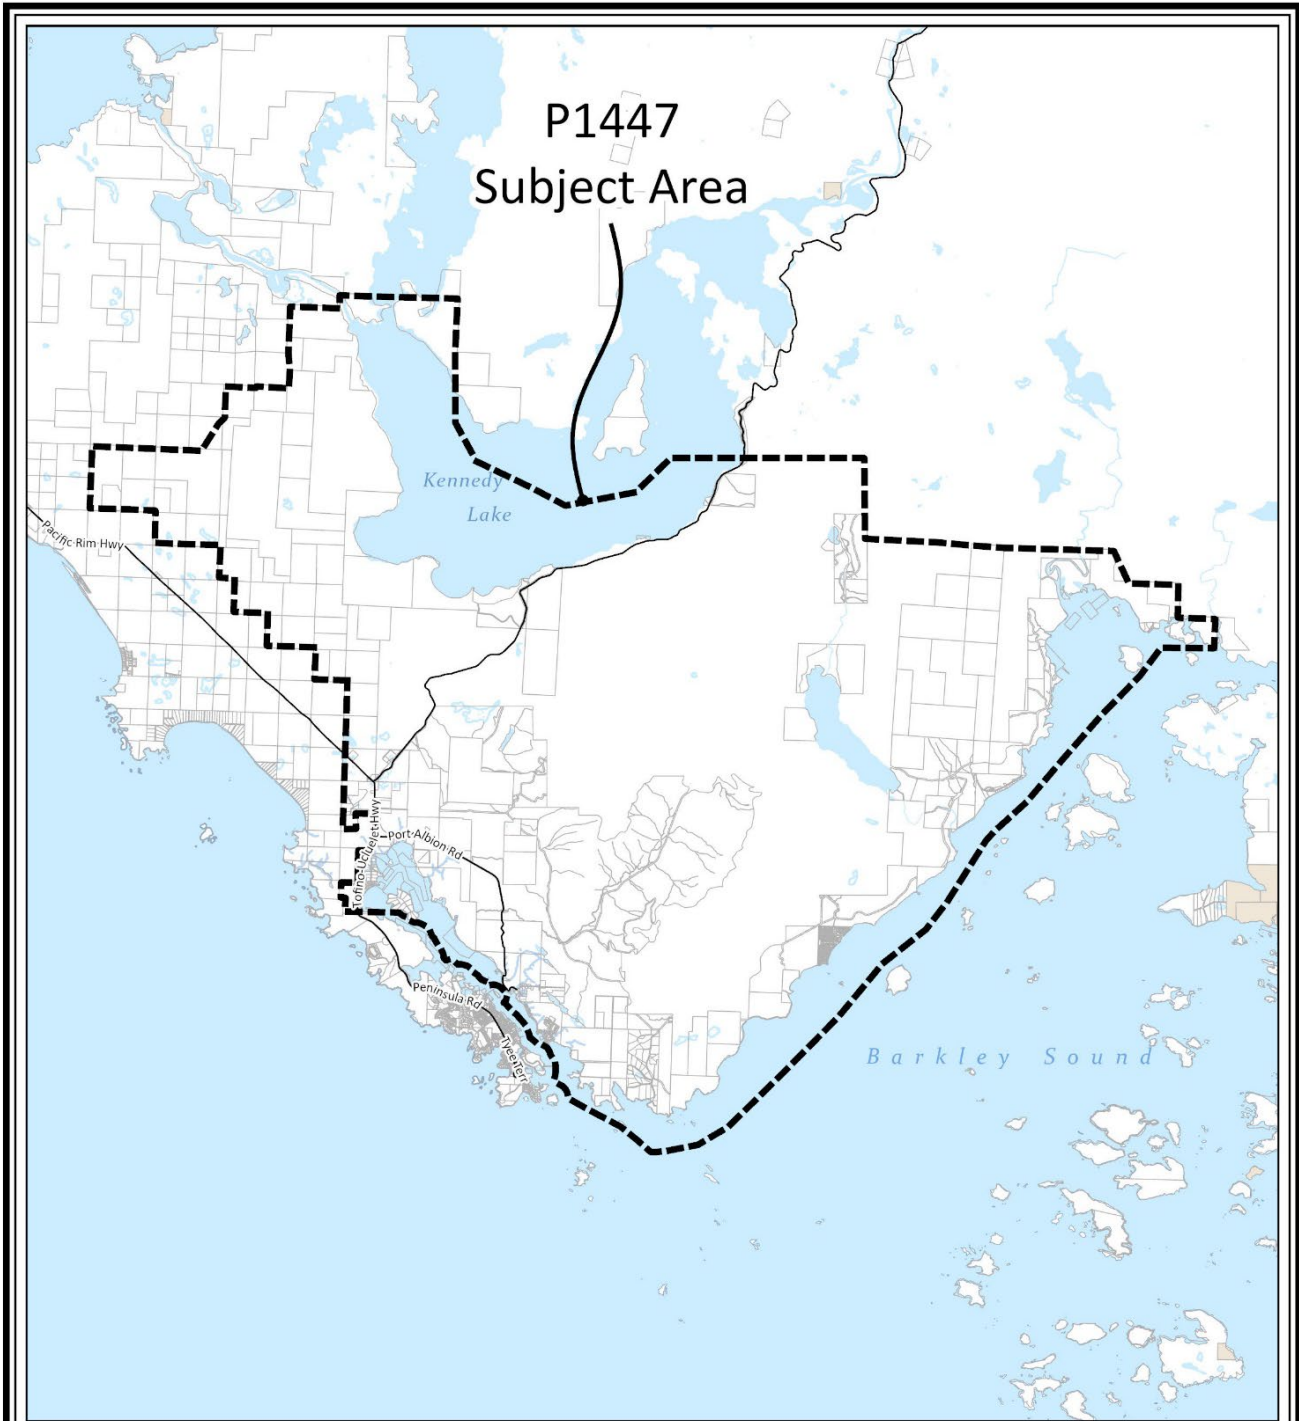 P1447
Subject Area
Kennedy
Lake
Pacific Rim Hwy
Tofino-Ucluelet Hwy
Port Albion Rd
Peninsula Rd
Tyee Terr
Barkley Sound